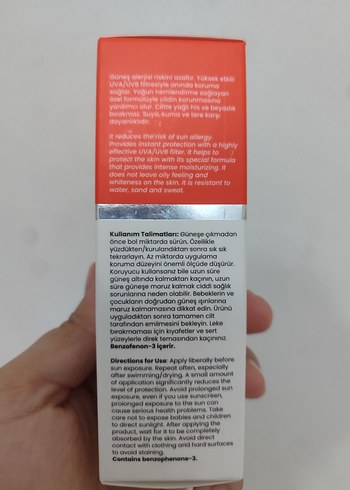 Güneş alerjisi riskini azaltır. Yüksek etkili
UVA/UVB filtresiyle anında koruma
sağlar. Yoğun nemlendirme sağlayan
özel formülüyle cildin korunmasına
yardımcı olur. Ciltte yağlı his ve beyazlık
bırakmaz. Suya, kuma ve tere karşı
dayanıklıdır.
It reduces the risk of sun allergy.
Provides instant protection with a highly
effective UVA/UVB filter. It helps to
protect the skin with its special formula
that provides intense moisturizing. It
does not leave oily feeling and
whiteness on the skin. It is resistant to
water, sand and sweat.
Kullanım Talimatları: Güneşe çıkmadan
önce bol miktarda sürün. Özellikle
yüzdükten/kurulandıktan sonra sık sık
tekrarlayın. Az miktarda uygulama
koruma düzeyini önemli ölçüde düşürür.
Koruyucu kullansanız bile uzun süre
güneş altında kalmaktan kaçının, uzun
süre güneşe maruz kalmak ciddi sağlık
sorunlarına neden olabilir. Bebeklerin ve
çocukların doğrudan güneş ışınlarına
maruz kalmamasına dikkat edin. Ürünü
uyguladıktan sonra tamamen cilt
tarafından emilmesini bekleyin. Leke
bırakmaması için kıyafetler ve sert
yüzeylerle direk temasından kaçınınız.
Benzofenon-3 içerir.
Directions for Use: Apply liberally before
sun exposure. Repeat often, especially
after swimming/drying. A small amount
of application significantly reduces the
level of protection. Avoid prolonged sun
exposure, even if you use sunscreen,
prolonged exposure to the sun can
cause serious health problems. Take
care not to expose babies and children
to direct sunlight. After applying the
product, wait for it to be completely
absorbed by the skin. Avoid direct
contact with clothing and hard surfaces
to avoid staining.
Contains benzophenone-3.